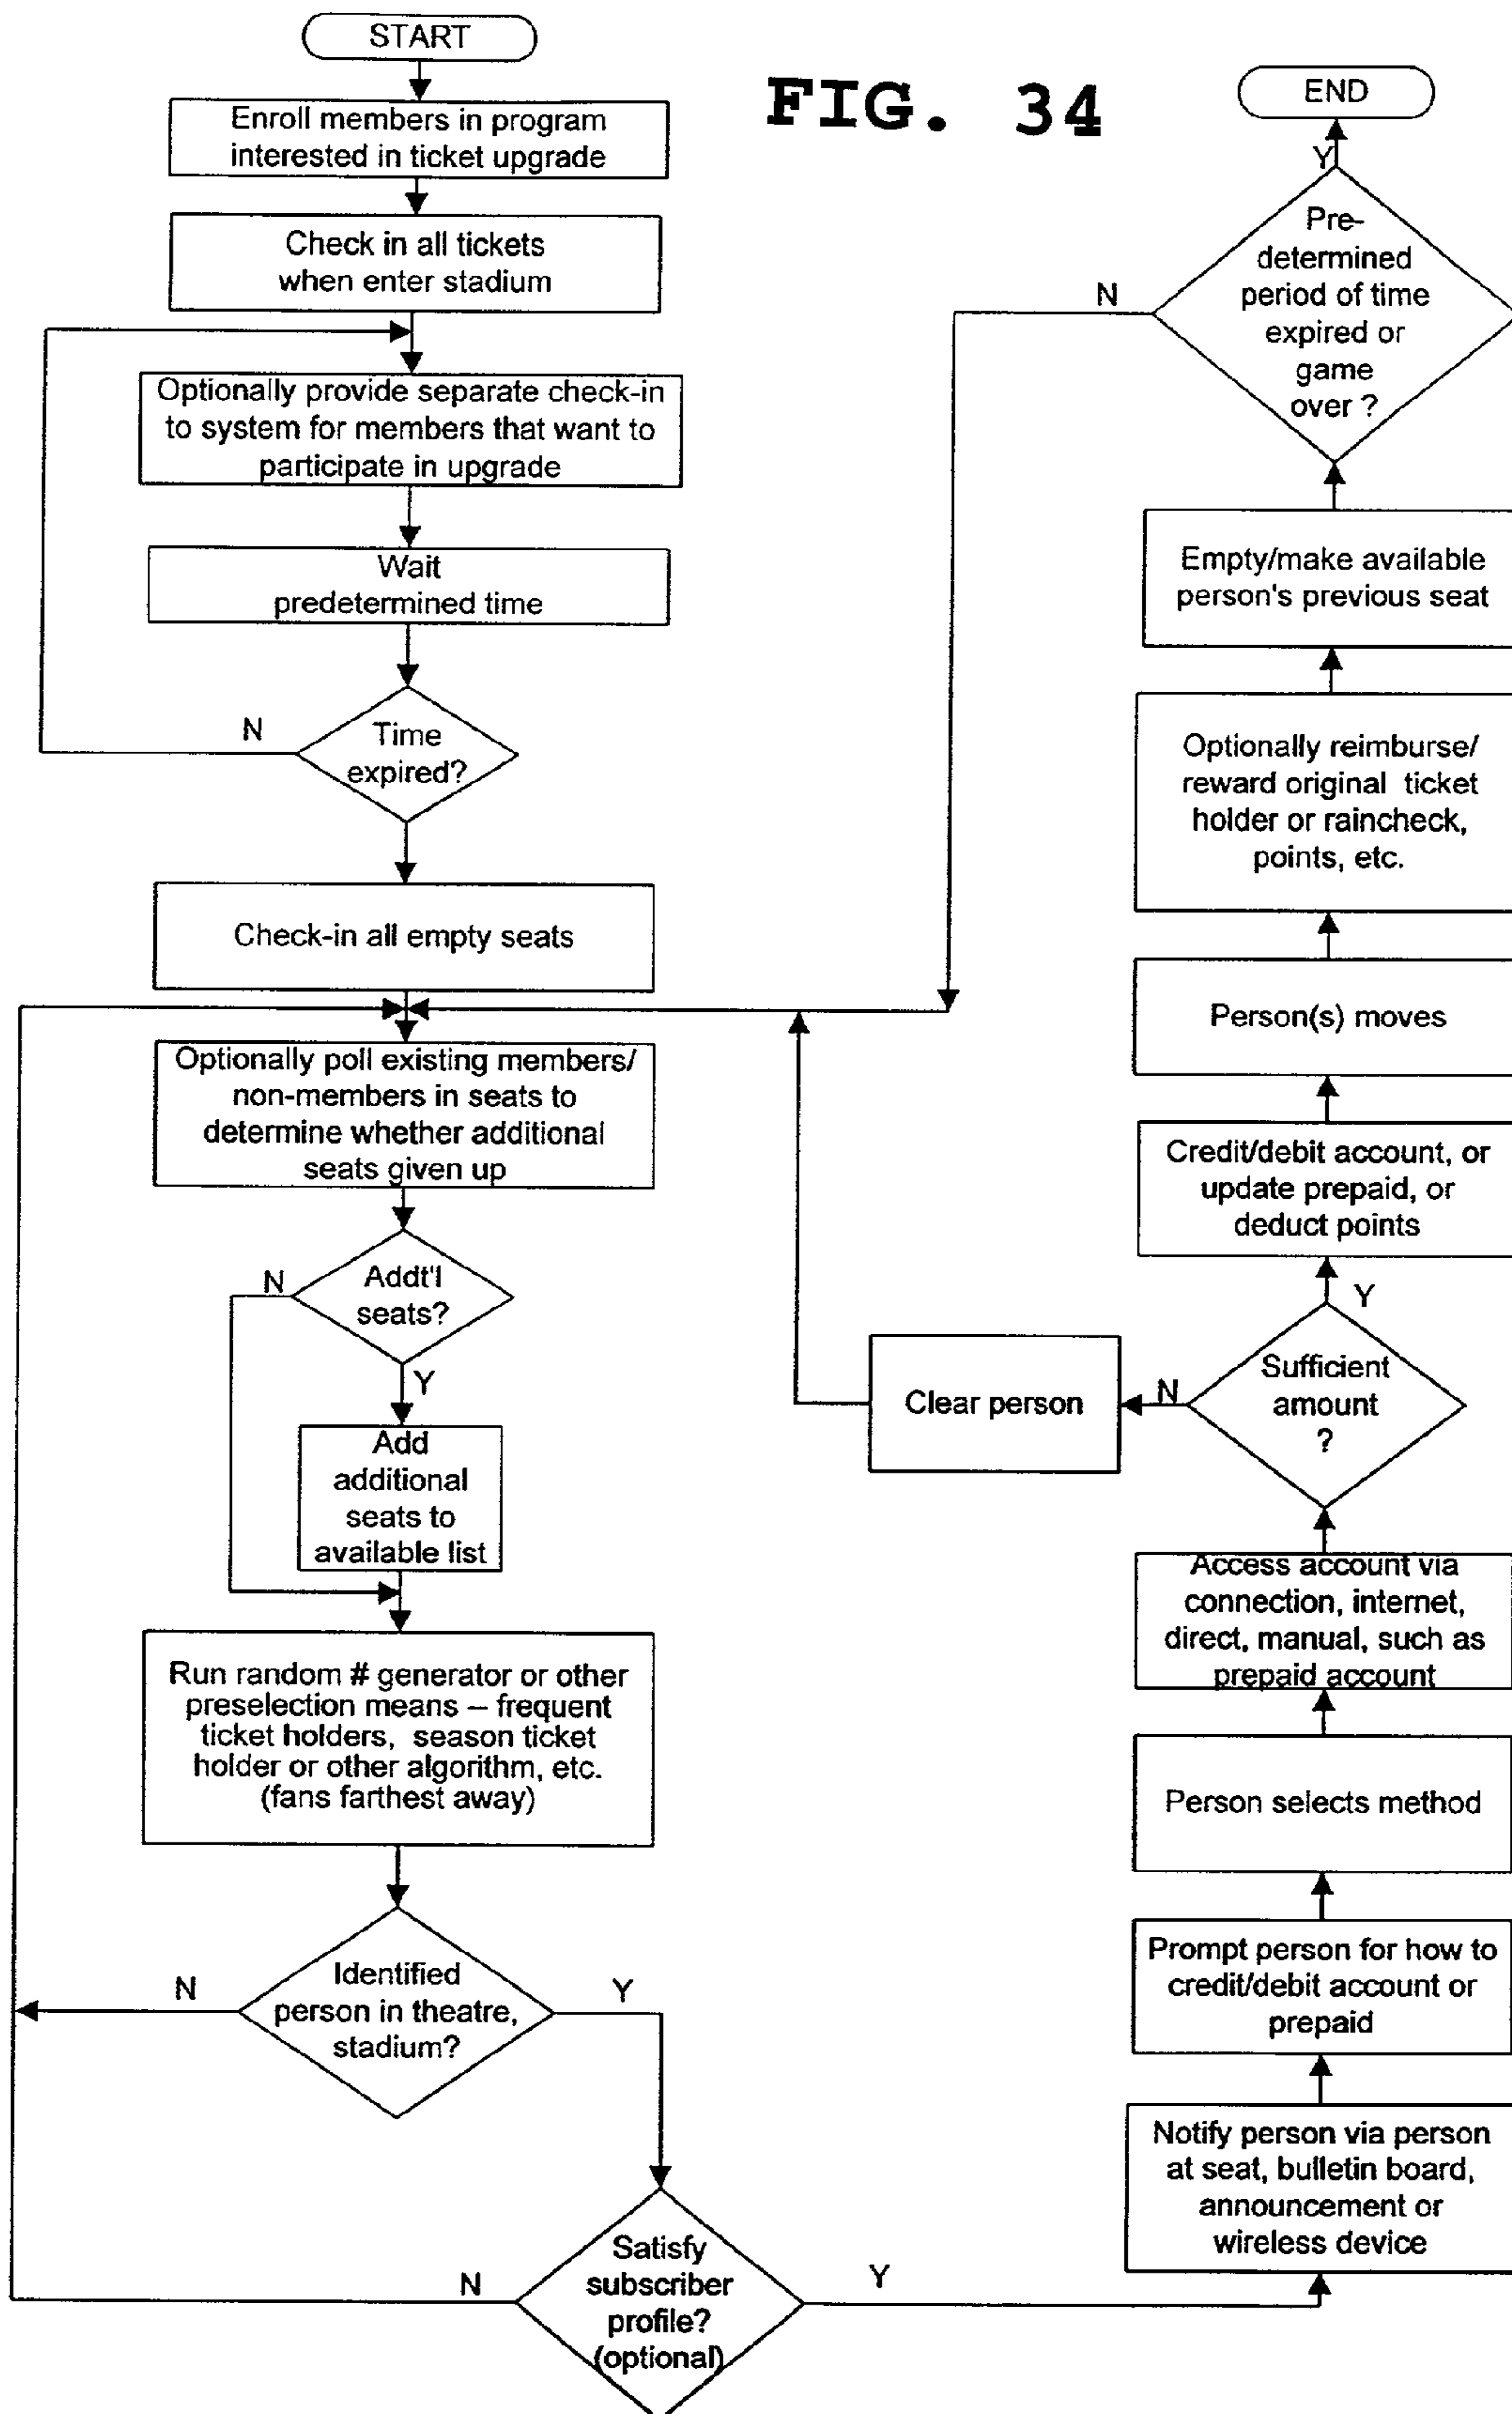 START
FIG. 34
Enroll members in program
interested in ticket upgrade
Check in all tickets
when enter stadium
Optionally provide separate check-in
to system for members that want to
participate in upgrade
Wait
predetermined time
N
Time
expired?
Check-in all empty seats
Optionally poll existing members/
non-members in seats to
determine whether additional
seats given up
N
Addt'l
seats?
Y
Add
additional
seats to
available list
Run random # generator or other
preselection means – frequent
ticket holders, season ticket
holder or other algorithm, etc.
(fans farthest away)
N
Identified
person in theatre,
stadium?
Y
N
Satisfy
subscriber
profile?
(optional)
Y
Notify person via person
at seat, bulletin board,
announcement or
wireless device
Prompt person for how to
credit/debit account or
prepaid
Person selects method
Access account via
connection, internet,
direct, manual, such as
prepaid account
Sufficient
amount
?
N
Clear person
Y
Credit/debit account, or
update prepaid, or
deduct points
Person(s) moves
Optionally reimburse/
reward original ticket
holder or raincheck,
points, etc.
Empty/make available
person's previous seat
Pre-
determined
period of time
expired or
game
over ?
N
Y
END